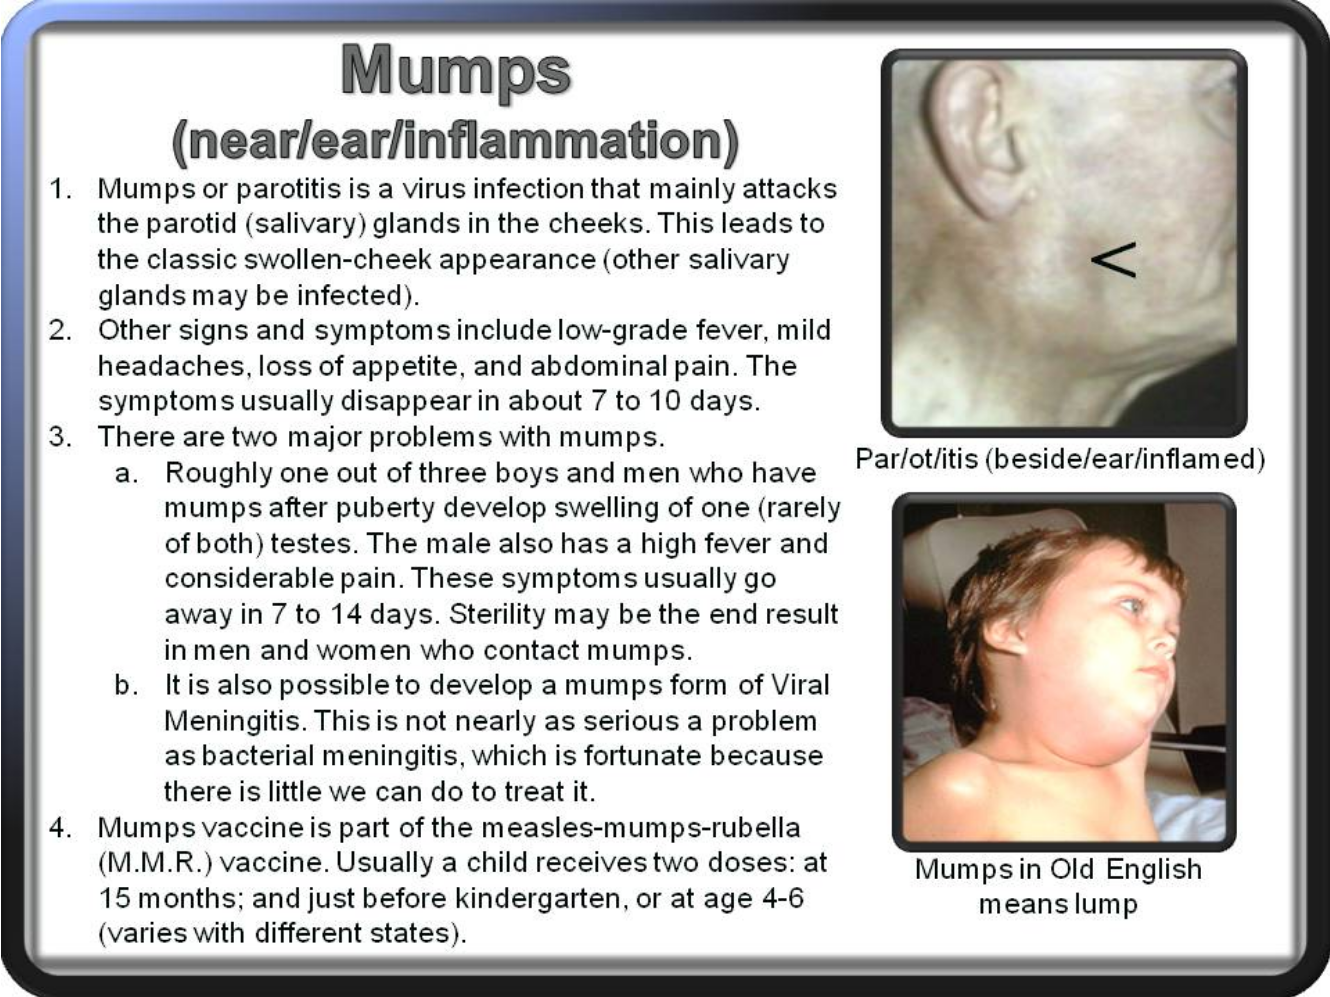 Mumps
(near/ear/inflammation)
1. Mumps or parotitis is a virus infection that mainly attacks
the parotid (salivary) glands in the cheeks. This leads to
the classic swollen-cheek appearance (other salivary
glands may be infected).
2. Other signs and symptoms include low-grade fever, mild
headaches, loss of appetite, and abdominal pain. The
symptoms usually disappear in about 7 to 10 days.
3. There are two major problems with mumps.
a. Roughly one out of three boys and men who have
mumps after puberty develop swelling of one (rarely
of both) testes. The male also has a high fever and
considerable pain. These symptoms usually go
away in 7 to 14 days. Sterility may be the end result
in men and women who contact mumps.
b. It is also possible to develop a mumps form of Viral
Meningitis. This is not nearly as serious a problem
as bacterial meningitis, which is fortunate because
there is little we can do to treat it.
4. Mumps vaccine is part of the measles-mumps-rubella
(M.M.R.) vaccine. Usually a child receives two doses: at
15 months; and just before kindergarten, or at age 4-6
(varies with different states).
<
Par/ot/itis (beside/ear/inflamed)
Mumps in Old English
means lump